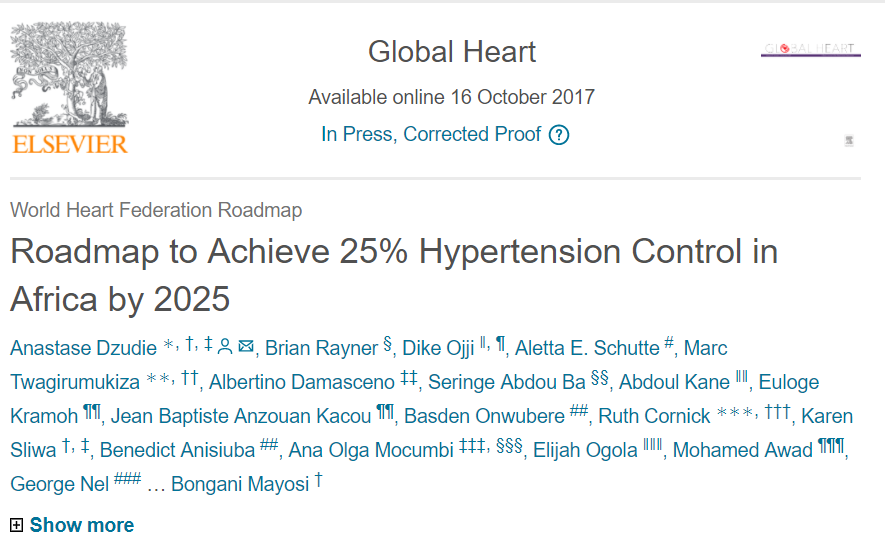 ELSEVIER
Global Heart
Available online 16 October 2017
In Press, Corrected Proof ?
GLOBAL HEART
World Heart Federation Roadmap
Roadmap to Achieve 25% Hypertension Control in
Africa by 2025
Anastase Dzudie *, †, ‡, Brian Rayner §, Dike Ojji ‖, ¶, Aletta E. Schutte #, Marc
Twagirumukiza **, ††, Albertino Damasceno ‡‡, Seringe Abdou Ba §§, Abdoul Kane ‖‖, Euloge
Kramoh ¶¶, Jean Baptiste Anzouan Kacou ¶¶, Basden Onwubere ##, Ruth Cornick ***, †††, Karen
Sliwa †, ‡, Benedict Anisiuba ##, Ana Olga Mocumbi ‡‡‡, §§§, Elijah Ogola ‖‖‖, Mohamed Awad ¶¶¶,
George Nel ### … Bongani Mayosi †
Show more